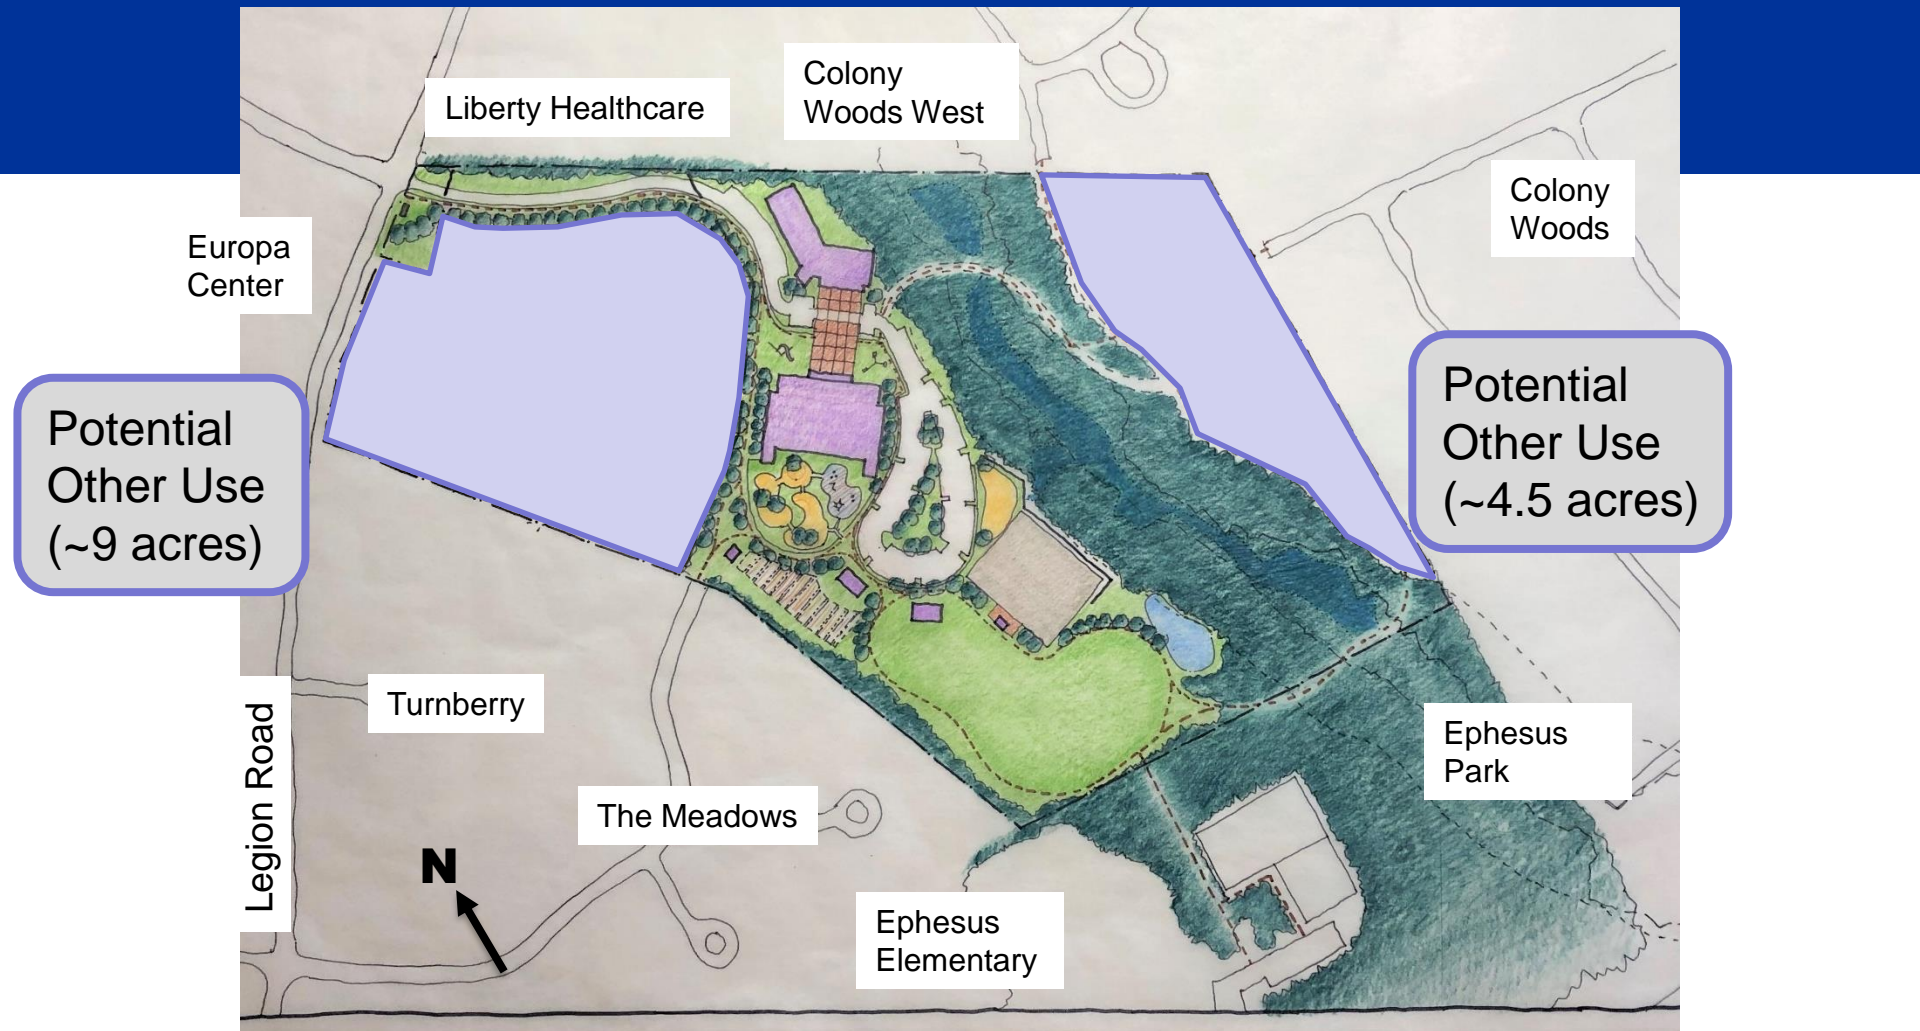 Liberty Healthcare
Colony
Woods West
Colony
Woods
Europa
Center
Potential
Other Use
(~9 acres)
Potential
Other Use
(~4.5 acres)
Turnberry
Legion Road
The Meadows
Ephesus
Park
N
Ephesus
Elementary